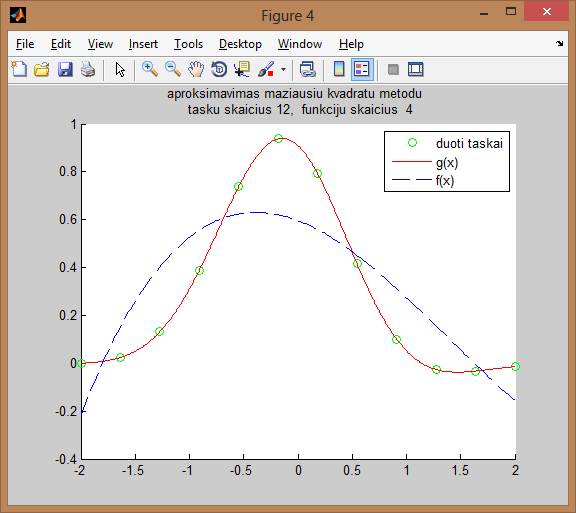 Figure 4
File Edit View Insert Tools Desktop Window Help
aproksimavimas maziausiu kvadratu metodu
tasku skaicius 12, funkciju skaicius 4
1
0.8
0.6
0.4
0.2
0
-0.2
-0.4
-2 -1.5 -1 -0.5 0 0.5 1 1.5 2
duoti taskai
g(x)
f(x)